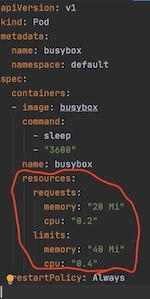 apiVersion: v1
kind: Pod
metadata:
  name: busybox
  namespace: default
spec:
  containers:
  - image: busybox
    command:
      - sleep
      - "3600"
    name: busybox
    resources:
      requests:
        memory: "20 Mi"
        cpu: "0.2"
      limits:
        memory: "40 Mi"
        cpu: "0.4"
  restartPolicy: Always